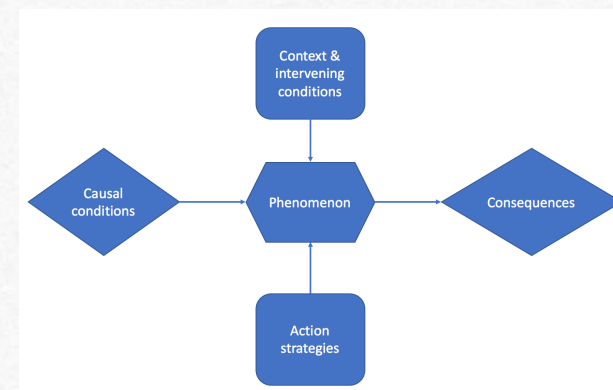 Context &
intervening
conditions
Causal
conditions
Phenomenon
Consequences
Action
strategies